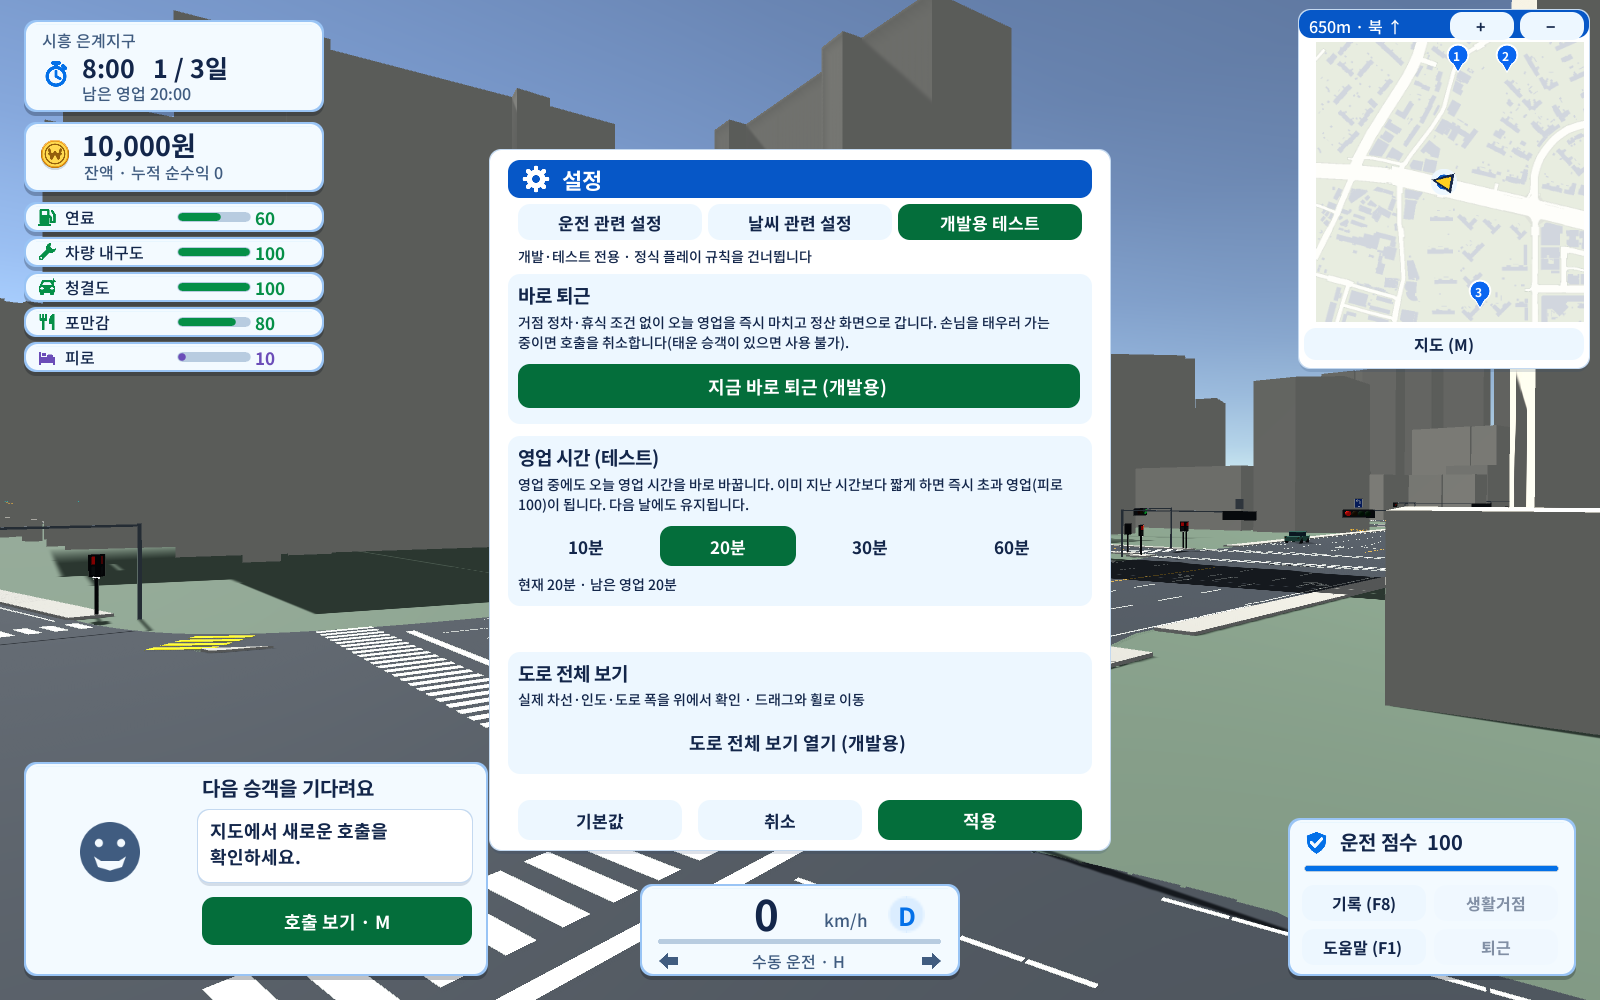 시흥 은계지구
8:00 1 / 3일
남은 영업 20:00
10,000원
잔액 · 누적 순수익 0
연료 60
차량 내구도 100
청결도 100
포만감 80
피로 10
설정
운전 관련 설정 날씨 관련 설정 개발용 테스트
개발·테스트 전용 · 정식 플레이 규칙을 건너뜁니다
바로 퇴근
거점 정차·휴식 조건 없이 오늘 영업을 즉시 마치고 정산 화면으로 갑니다. 손님을 태우러 가는
중이면 호출을 취소합니다(태운 승객이 있으면 사용 불가).
지금 바로 퇴근 (개발용)
영업 시간 (테스트)
영업 중에도 오늘 영업 시간을 바로 바꿉니다. 이미 지난 시간보다 짧게 하면 즉시 초과 영업(피로
100)이 됩니다. 다음 날에도 유지됩니다.
10분 20분 30분 60분
현재 20분 · 남은 영업 20분
도로 전체 보기
실제 차선·인도·도로 폭을 위에서 확인 · 드래그와 휠로 이동
도로 전체 보기 열기 (개발용)
기본값 취소 적용
650m · 북 ↑ + −
1 2
3
지도 (M)
다음 승객을 기다려요
지도에서 새로운 호출을
확인하세요.
호출 보기 · M
0 km/h D
수동 운전 · H
운전 점수 100
기록 (F8) 생활거점
도움말 (F1) 퇴근